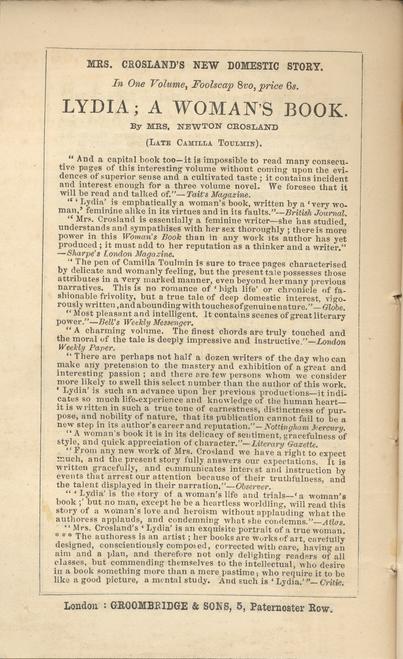 MRS. CROSLAND'S NEW DOMESTIC STORY.
In One Volume, Foolscap 8vo, price 6s.
LYDIA; A WOMAN'S BOOK.
By MRS. NEWTON CROSLAND
(Late Camilla Toulmin).
"And a capital book too—it is impossible to read many consecu-
tive pages of this interesting volume without coming upon the evi-
dences of superior sense and a cultivated taste; it contains incident
and interest enough for a three volume novel. We foresee that it
will be read and talked of."—Tait's Magazine.
"'Lydia' is emphatically a woman's book, written by a 'very wo-
man,' feminine alike in its virtues and in its faults."—British Journal.
"Mrs. Crosland is essentially a feminine writer—she has studied,
understands and sympathises with her sex thoroughly; there is more
power in this Woman's Book than in any work its author has yet
produced; it must add to her reputation as a thinker and a writer."
—Sharpe's London Magazine.
"The pen of Camilla Toulmin is sure to trace pages characterised
by delicate and womanly feeling, but the present tale possesses those
attributes in a very marked manner, even beyond her many previous
narratives. This is no romance of 'high life' or chronicle of fa-
shionable frivolity, but a true tale of deep domestic interest, vigo-
rously written, and abounding with touches of genuine nature."—Globe.
"Most pleasant and intelligent. It contains scenes of great literary
power."—Bell's Weekly Messenger.
"A charming volume. The finest chords are truly touched and
the moral of the tale is deeply impressive and instructive."—London
Weekly Paper.
"There are perhaps not half a dozen writers of the day who can
make any pretension to the mastery and exhibition of a great and
interesting passion; and there are few persons whom we consider
more likely to swell this select number than the author of this work.
'Lydia' is such an advance upon her previous productions—it indi-
cates so much life-experience and knowledge of the human heart—
it is written in such a true tone of earnestness, distinctness of pur-
pose, and nobility of nature, that its publication cannot fail to be a
new step in its author's career and reputation."—Nottingham Mercury.
"A woman's book it is in its delicacy of sentiment, gracefulness of
style, and quick appreciation of character."—Literary Gazette.
"From any new work of Mrs. Crosland we have a right to expect
much, and the present story fully answers our expectations. It is
written gracefully, and communicates interest and instruction by
events that arrest our attention because of their truthfulness, and
the talent displayed in their narration."—Observer.
"'Lydia' is the story of a woman's life and trials—'a woman's
book;' but no man, except he be a heartless worldling, will read this
story of a woman's love and heroism without applauding what the
authoress applauds, and condemning what she condemns."—Atlas.
"Mrs. Crosland's 'Lydia' is an exquisite portrait of a true woman.
*** The authoress is an artist; her books are works of art, carefully
designed, conscientiously composed, corrected with care, having an
aim and a plan, and therefore not only delighting readers of all
classes, but commending themselves to the intellectual, who desire
in a book something more than a mere pastime; who require it to be
like a good picture, a mental study. And such is 'Lydia.'"—Critic.
London: GROOMBRIDGE & SONS, 5, Paternoster Row.